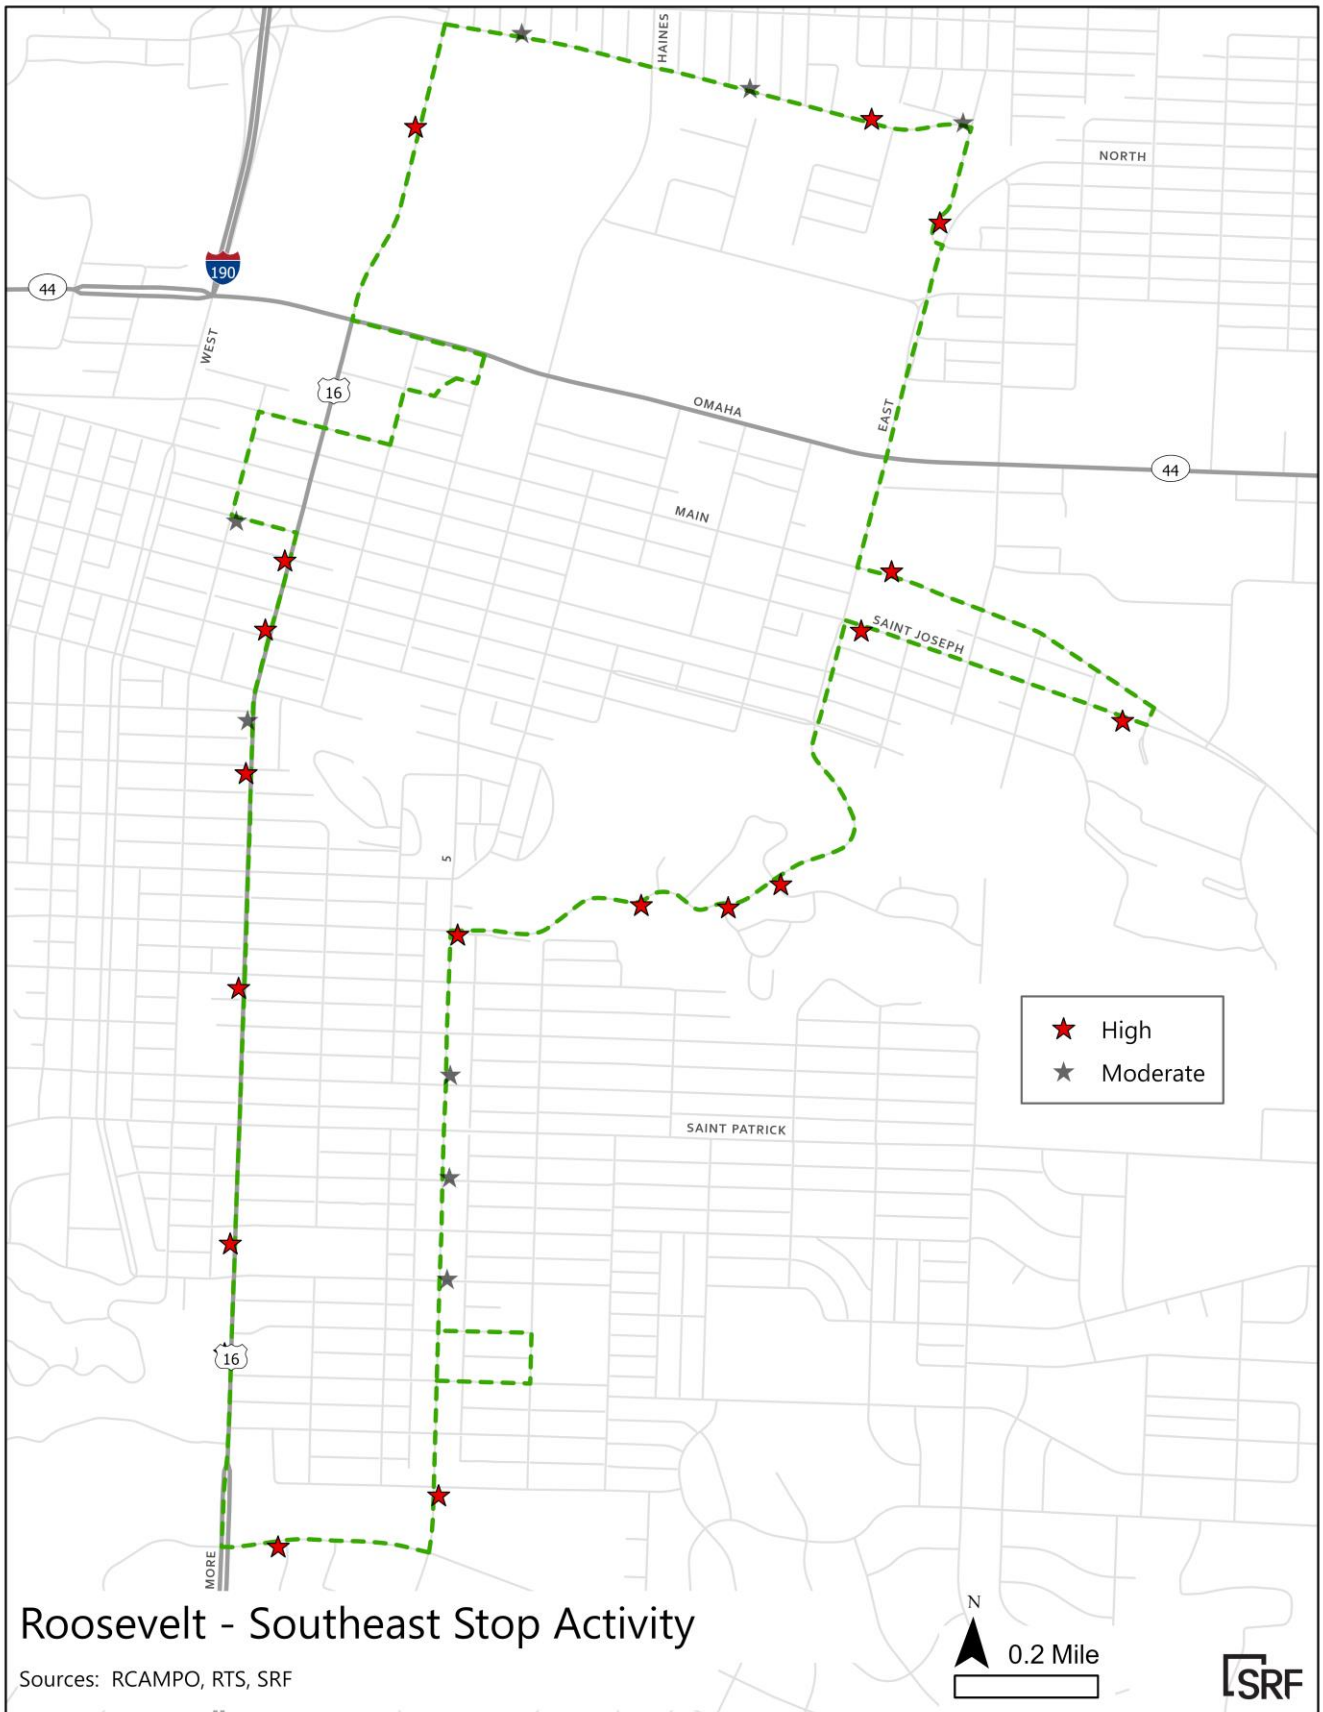 HAINES
NORTH
190
44
WEST
16
OMAHA
EAST
44
MAIN
SAINT JOSEPH
5
High
Moderate
SAINT PATRICK
16
MORE
Roosevelt - Southeast Stop Activity
N
0.2 Mile
Sources: RCAMPO, RTS, SRF
SRF